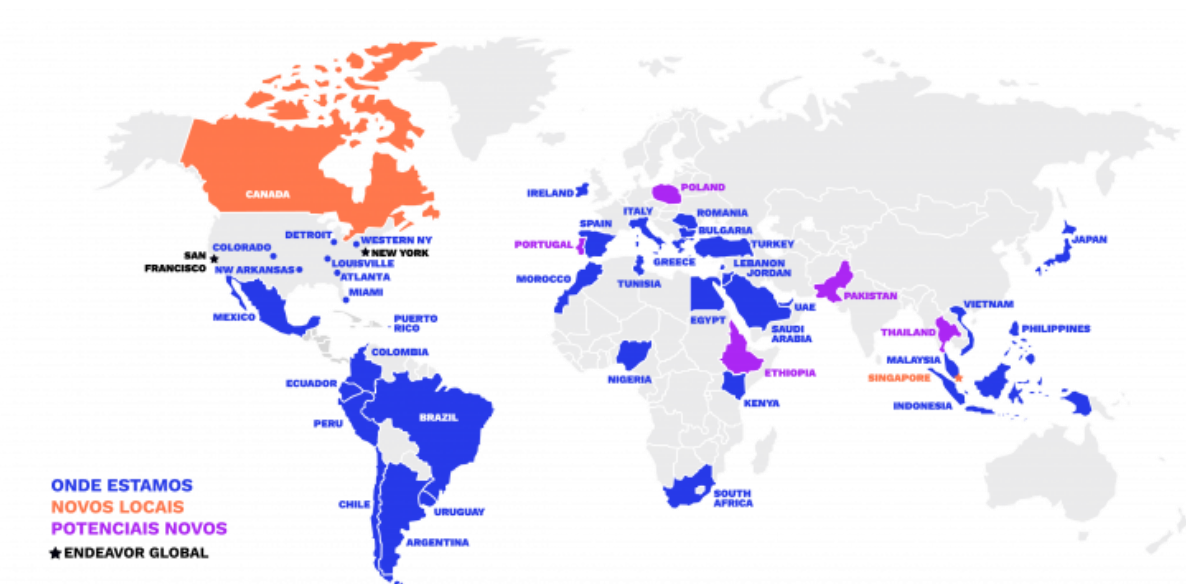 CANADA
DETROIT
WESTERN NY
COLORADO
NEW YORK
SAN
FRANCISCO
LOUISVILLE
NW ARKANSAS
ATLANTA
MIAMI
MEXICO
PUERTO
RICO
COLOMBIA
ECUADOR
PERU
BRAZIL
CHILE
URUGUAY
ARGENTINA
IRELAND
POLAND
ITALY
ROMANIA
SPAIN
BULGARIA
PORTUGAL
TURKEY
GREECE
LEBANON
JORDAN
MOROCCO
TUNISIA
EGYPT
UAE
SAUDI
ARABIA
NIGERIA
ETHIOPIA
KENYA
SOUTH
AFRICA
PAKISTAN
JAPAN
VIETNAM
THAILAND
PHILIPPINES
MALAYSIA
SINGAPORE
INDONESIA
ONDE ESTAMOS
NOVOS LOCAIS
POTENCIAIS NOVOS
ENDEAVOR GLOBAL